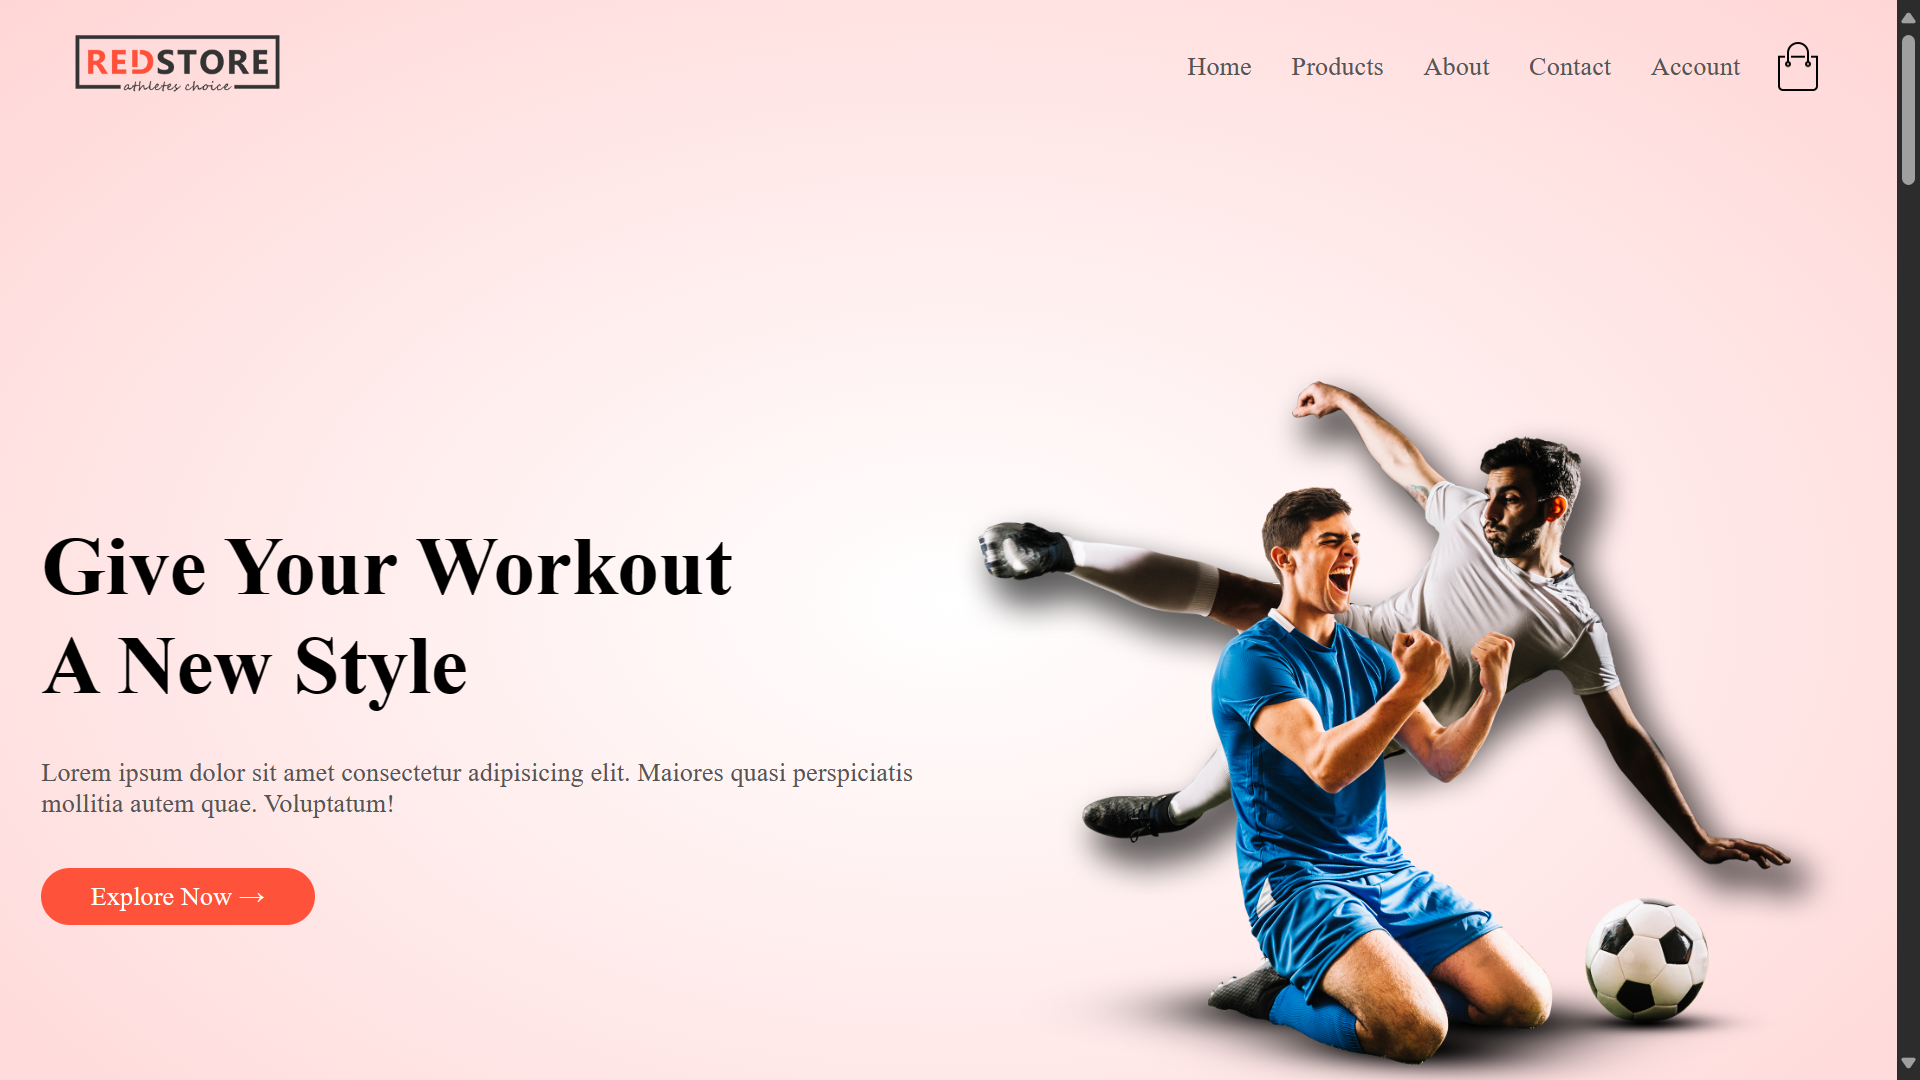 REDSTORE
athletes choice
Home Products About Contact Account
Give Your Workout
A New Style
Lorem ipsum dolor sit amet consectetur adipisicing elit. Maiores quasi perspiciatis
mollitia autem quae. Voluptatum!
Explore Now →